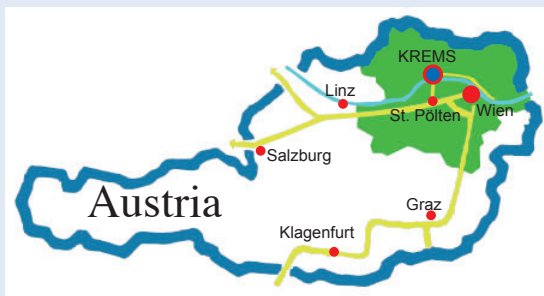 KREMS
Linz
St. Pölten
Wien
Salzburg
Austria
Graz
Klagenfurt